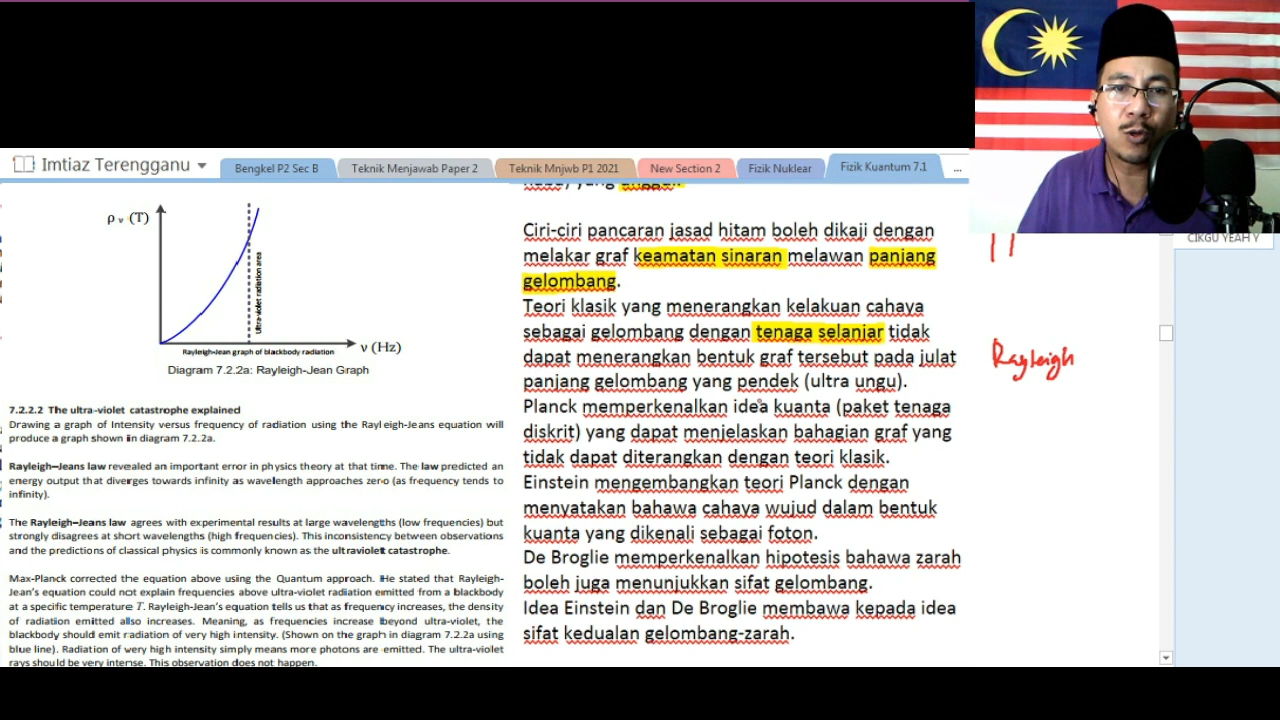 Imtiaz Terengganu
Bengkel P2 Sec B
Teknik Menjawab Paper 2
Teknik Mnjwb P1 2021
New Section 2
Fizik Nuklear
Fizik Kuantum 7.1
...
CIKGU YEAH Y
ρ ν (T)
Ultra-violet radiation area
ν (Hz)
Rayleigh-Jean graph of blackbody radiation
Diagram 7.2.2a: Rayleigh-Jean Graph
7.2.2.2 The ultra-violet catastrophe explained
Drawing a graph of Intensity versus frequency of radiation using the Rayleigh-Jeans equation will
produce a graph shown in diagram 7.2.2a.
Rayleigh–Jeans law revealed an important error in physics theory at that time. The law predicted an
energy output that diverges towards infinity as wavelength approaches zero (as frequency tends to
infinity).
The Rayleigh–Jeans law agrees with experimental results at large wavelengths (low frequencies) but
strongly disagrees at short wavelengths (high frequencies). This inconsistency between observations
and the predictions of classical physics is commonly known as the ultraviolet catastrophe.
Max-Planck corrected the equation above using the Quantum approach. He stated that Rayleigh-
Jean's equation could not explain frequencies above ultra-violet radiation emitted from a blackbody
at a specific temperature T. Rayleigh-Jean's equation tells us that as frequency increases, the density
of radiation emitted also increases. Meaning, as frequencies increase beyond ultra-violet, the
blackbody should emit radiation of very high intensity. (Shown on the graph in diagram 7.2.2a using
blue line). Radiation of very high intensity simply means more photons are emitted. The ultra-violet
rays should be very intense. This observation does not happen.
yang
Ciri-ciri pancaran jasad hitam boleh dikaji dengan
melakar graf keamatan sinaran melawan panjang
gelombang.
Teori klasik yang menerangkan kelakuan cahaya
sebagai gelombang dengan tenaga selanjar tidak
dapat menerangkan bentuk graf tersebut pada julat
panjang gelombang yang pendek (ultra ungu).
Planck memperkenalkan idea kuanta (paket tenaga
diskrit) yang dapat menjelaskan bahagian graf yang
tidak dapat diterangkan dengan teori klasik.
Einstein mengembangkan teori Planck dengan
menyatakan bahawa cahaya wujud dalam bentuk
kuanta yang dikenali sebagai foton.
De Broglie memperkenalkan hipotesis bahawa zarah
boleh juga menunjukkan sifat gelombang.
Idea Einstein dan De Broglie membawa kepada idea
sifat kedualan gelombang-zarah.
Rayleigh